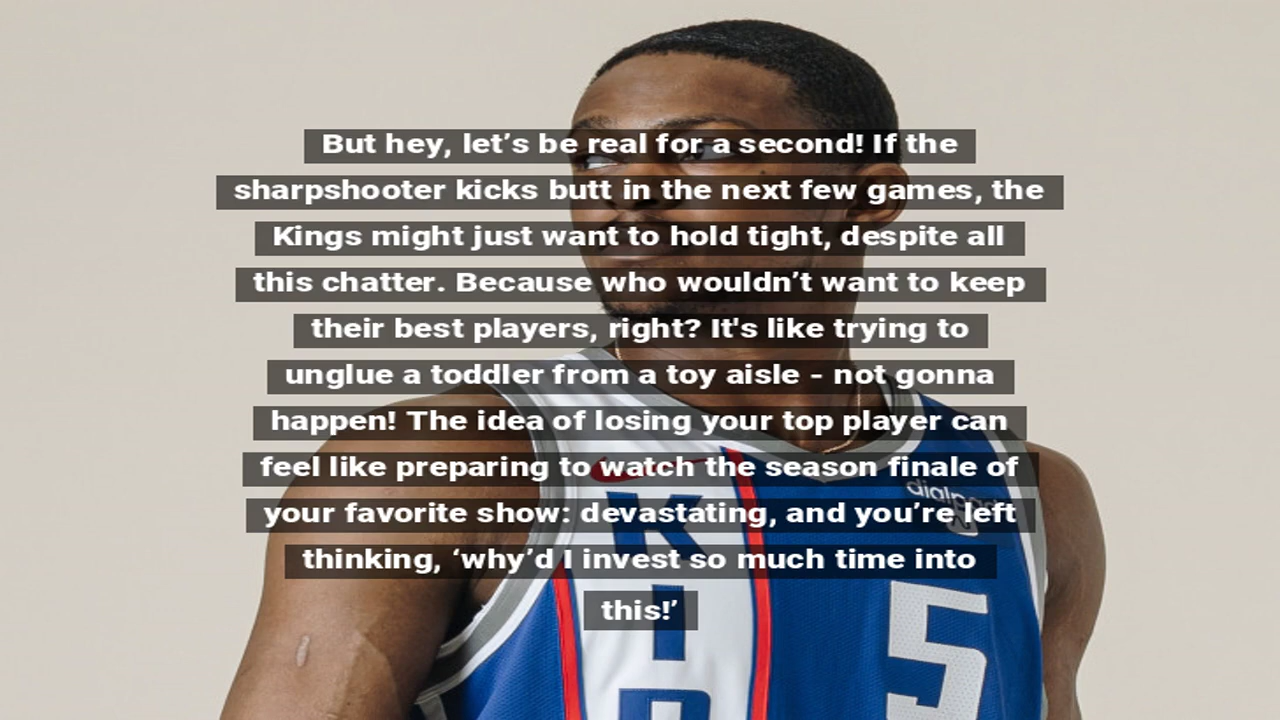 But hey, let’s be real for a second! If the
sharpshooter kicks butt in the next few games, the
Kings might just want to hold tight, despite all
this chatter. Because who wouldn’t want to keep
their best players, right? It's like trying to
unglue a toddler from a toy aisle - not gonna
happen! The idea of losing your top player can
feel like preparing to watch the season finale of
your favorite show: devastating, and you’re left
thinking, ‘why’d I invest so much time into
this!’
K
I
5